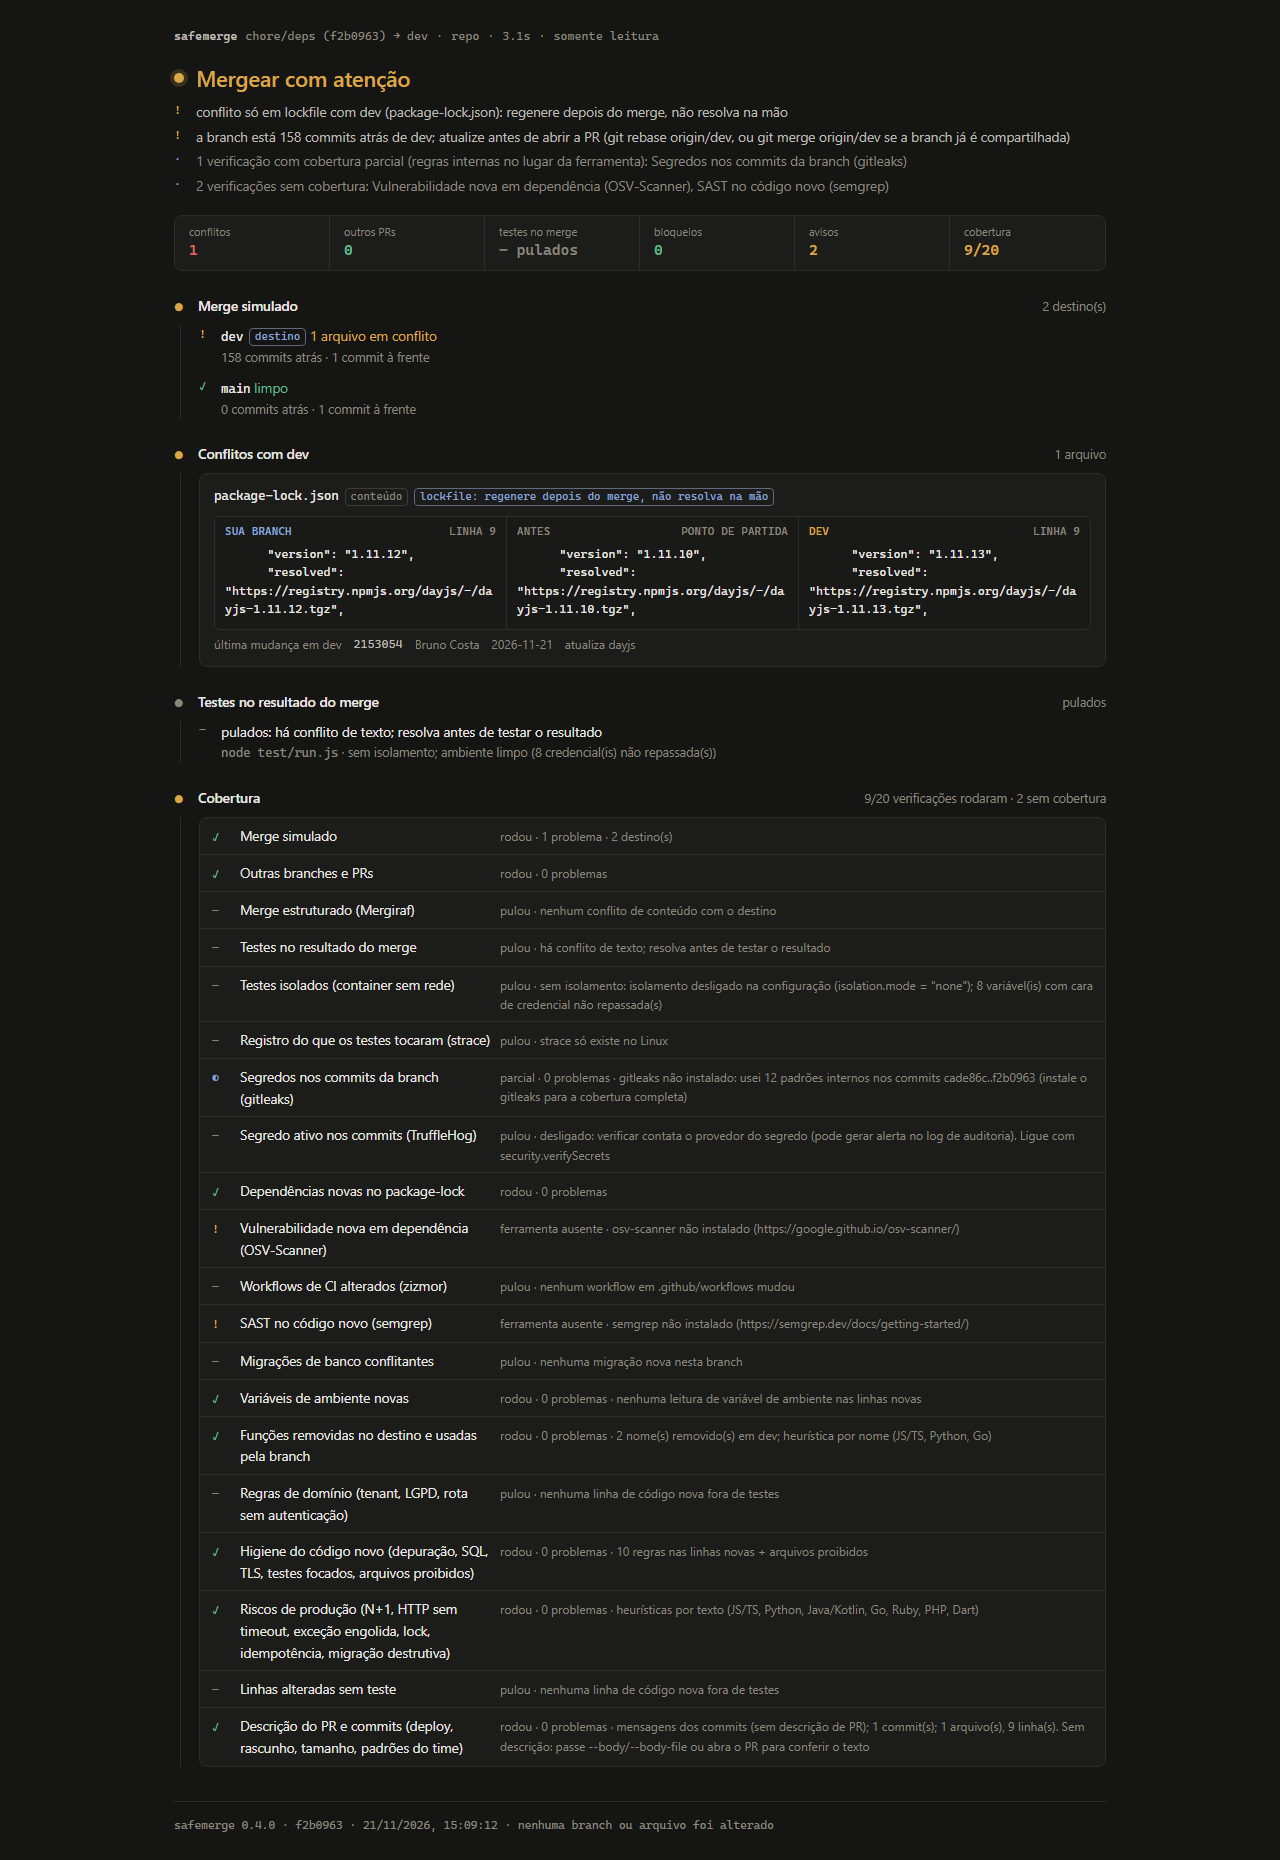 safemerge chore/deps (f2b0963) → dev · repo · 3.1s · somente leitura
Mergear com atenção
! conflito só em lockfile com dev (package-lock.json): regenere depois do merge, não resolva na mão
! a branch está 158 commits atrás de dev; atualize antes de abrir a PR (git rebase origin/dev, ou git merge origin/dev se a branch já é compartilhada)
· 1 verificação com cobertura parcial (regras internas no lugar da ferramenta): Segredos nos commits da branch (gitleaks)
· 2 verificações sem cobertura: Vulnerabilidade nova em dependência (OSV-Scanner), SAST no código novo (semgrep)
conflitos
1
outros PRs
0
testes no merge
— pulados
bloqueios
0
avisos
2
cobertura
9/20
Merge simulado 2 destino(s)
! dev destino 1 arquivo em conflito
158 commits atrás · 1 commit à frente
✓ main limpo
0 commits atrás · 1 commit à frente
Conflitos com dev 1 arquivo
package-lock.json conteúdo lockfile: regenere depois do merge, não resolva na mão
SUA BRANCH LINHA 9
"version": "1.11.12",
"resolved":
"https://registry.npmjs.org/dayjs/-/da
yjs-1.11.12.tgz",
ANTES PONTO DE PARTIDA
"version": "1.11.10",
"resolved":
"https://registry.npmjs.org/dayjs/-/da
yjs-1.11.10.tgz",
DEV LINHA 9
"version": "1.11.13",
"resolved":
"https://registry.npmjs.org/dayjs/-/da
yjs-1.11.13.tgz",
última mudança em dev 2153054 Bruno Costa 2026-11-21 atualiza dayjs
Testes no resultado do merge pulados
— pulados: há conflito de texto; resolva antes de testar o resultado
node test/run.js · sem isolamento; ambiente limpo (8 credencial(is) não repassada(s))
Cobertura 9/20 verificações rodaram · 2 sem cobertura
✓ Merge simulado rodou · 1 problema · 2 destino(s)
✓ Outras branches e PRs rodou · 0 problemas
— Merge estruturado (Mergiraf) pulou · nenhum conflito de conteúdo com o destino
— Testes no resultado do merge pulou · há conflito de texto; resolva antes de testar o resultado
— Testes isolados (container sem rede) pulou · sem isolamento: isolamento desligado na configuração (isolation.mode = "none"); 8 variável(is) com cara
de credencial não repassada(s)
— Registro do que os testes tocaram (strace) pulou · strace só existe no Linux
◐ Segredos nos commits da branch
(gitleaks)
parcial · 0 problemas · gitleaks não instalado: usei 12 padrões internos nos commits cade86c..f2b0963 (instale o
gitleaks para a cobertura completa)
— Segredo ativo nos commits (TruffleHog) pulou · desligado: verificar contata o provedor do segredo (pode gerar alerta no log de auditoria). Ligue com
security.verifySecrets
✓ Dependências novas no package-lock rodou · 0 problemas
! Vulnerabilidade nova em dependência
(OSV-Scanner)
ferramenta ausente · osv-scanner não instalado (https://google.github.io/osv-scanner/)
— Workflows de CI alterados (zizmor) pulou · nenhum workflow em .github/workflows mudou
! SAST no código novo (semgrep) ferramenta ausente · semgrep não instalado (https://semgrep.dev/docs/getting-started/)
— Migrações de banco conflitantes pulou · nenhuma migração nova nesta branch
✓ Variáveis de ambiente novas rodou · 0 problemas · nenhuma leitura de variável de ambiente nas linhas novas
✓ Funções removidas no destino e usadas
pela branch
rodou · 0 problemas · 2 nome(s) removido(s) em dev; heurística por nome (JS/TS, Python, Go)
— Regras de domínio (tenant, LGPD, rota
sem autenticação)
pulou · nenhuma linha de código nova fora de testes
✓ Higiene do código novo (depuração, SQL,
TLS, testes focados, arquivos proibidos)
rodou · 0 problemas · 10 regras nas linhas novas + arquivos proibidos
✓ Riscos de produção (N+1, HTTP sem
timeout, exceção engolida, lock,
idempotência, migração destrutiva)
rodou · 0 problemas · heurísticas por texto (JS/TS, Python, Java/Kotlin, Go, Ruby, PHP, Dart)
— Linhas alteradas sem teste pulou · nenhuma linha de código nova fora de testes
✓ Descrição do PR e commits (deploy,
rascunho, tamanho, padrões do time)
rodou · 0 problemas · mensagens dos commits (sem descrição de PR); 1 commit(s); 1 arquivo(s), 9 linha(s). Sem
descrição: passe --body/--body-file ou abra o PR para conferir o texto
safemerge 0.4.0 · f2b0963 · 21/11/2026, 15:09:12 · nenhuma branch ou arquivo foi alterado